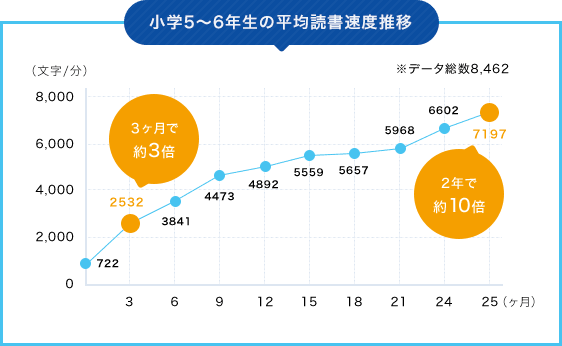 小学5〜6年生の平均読書速度推移
(文字/分)
※データ総数8,462
8,000
6,000
4,000
2,000
0
722
2532
3841
4473
4892
5559
5657
5968
6602
7197
3ヶ月で
約3倍
2年で
約10倍
3 6 9 12 15 18 21 24 25 (ヶ月)